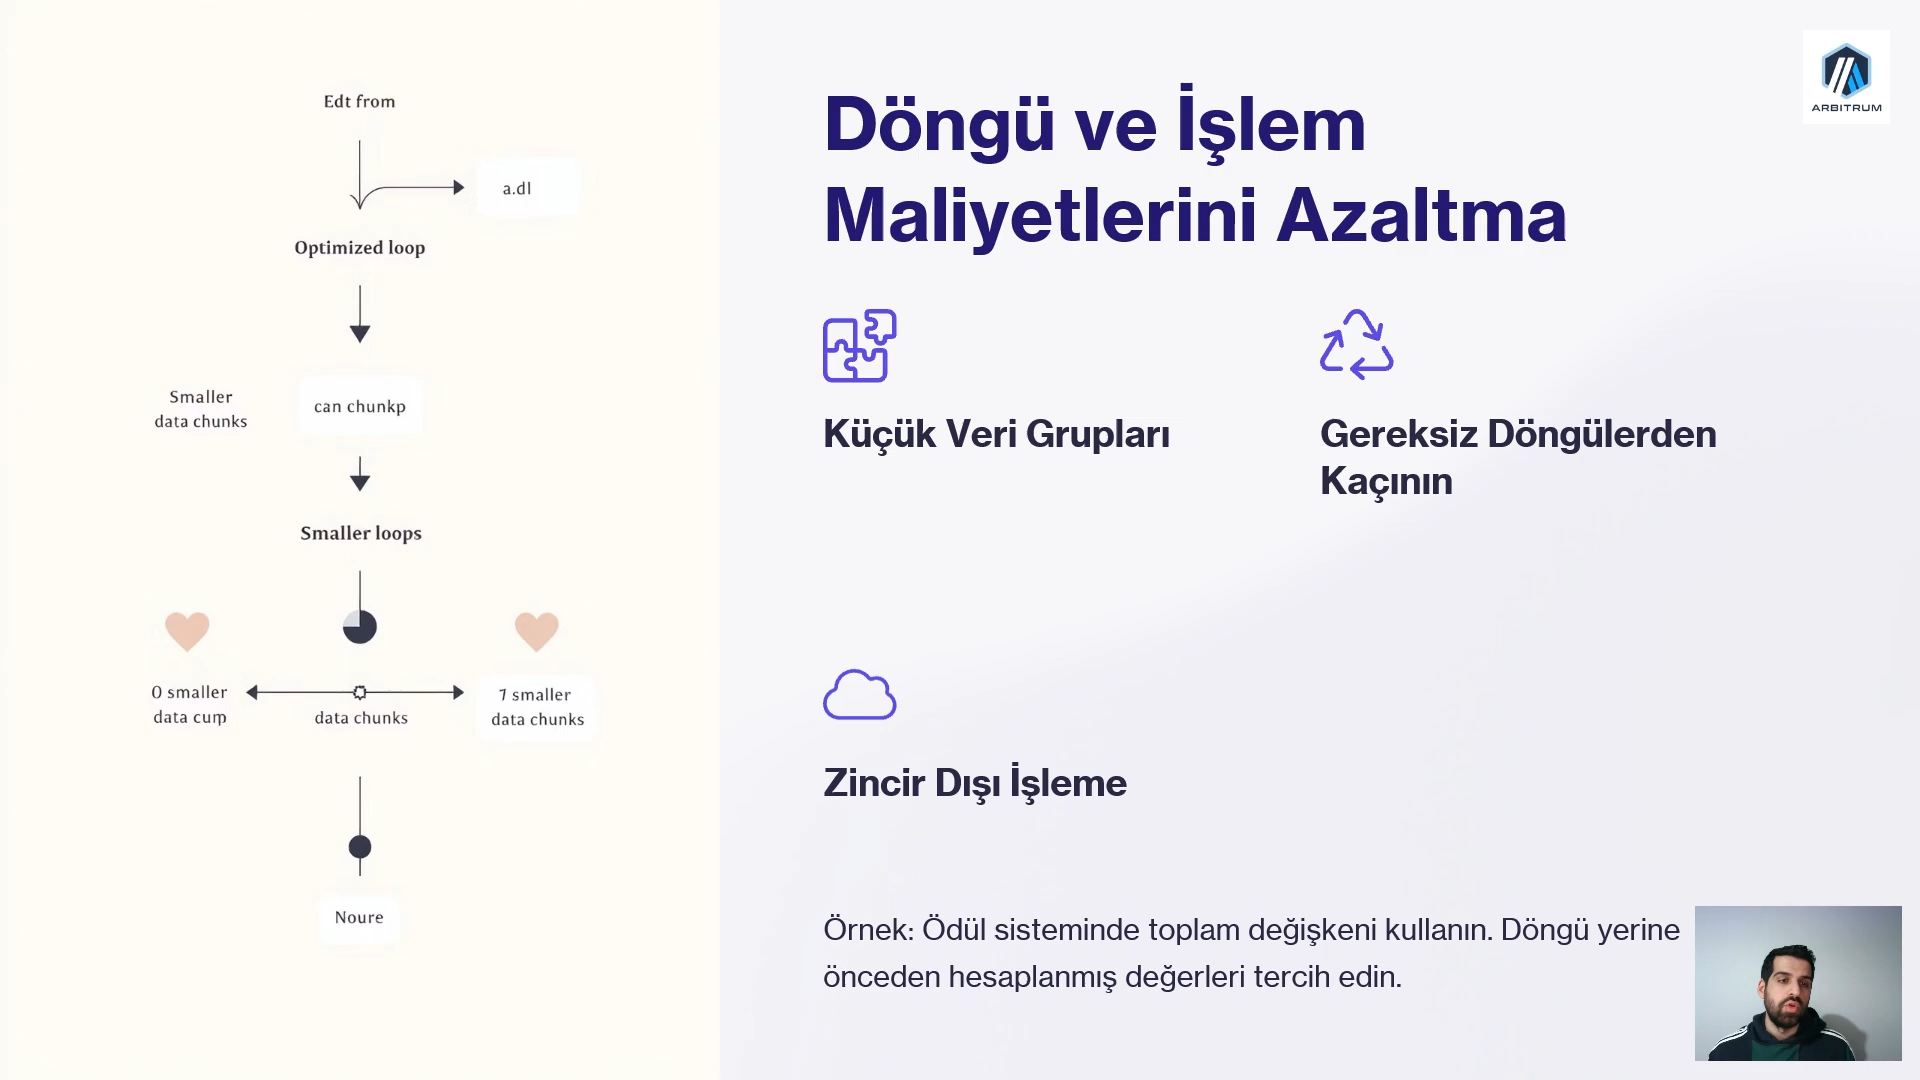 Edt from
a.dl
Optimized loop
Smaller
data chunks
can chunkp
Smaller loops
0 smaller
data cump
data chunks
1 smaller
data chunks
Noure
ARBITRUM
Döngü ve İşlem
Maliyetlerini Azaltma
Küçük Veri Grupları
Gereksiz Döngülerden
Kaçının
Zincir Dışı İşleme
Örnek: Ödül sisteminde toplam değişkeni kullanın. Döngü yerine
önceden hesaplanmış değerleri tercih edin.